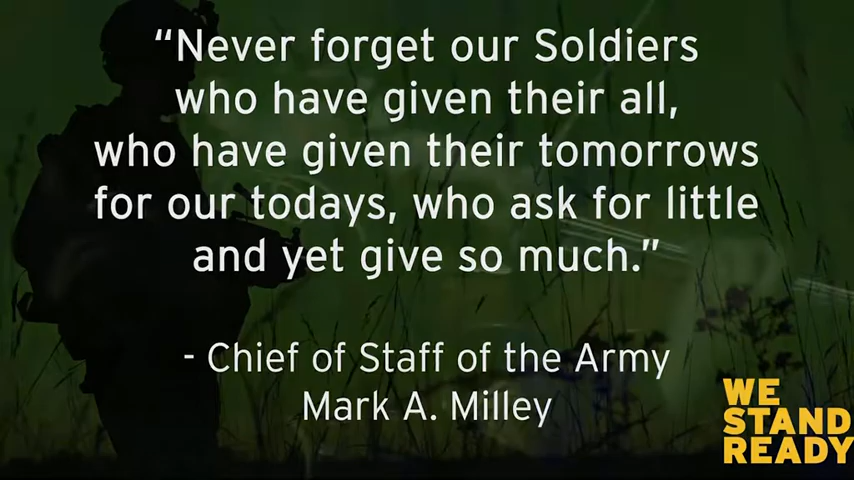 “Never forget our Soldiers
who have given their all,
who have given their tomorrows
for our todays, who ask for little
and yet give so much.”
- Chief of Staff of the Army
Mark A. Milley
WE
STAND
READY